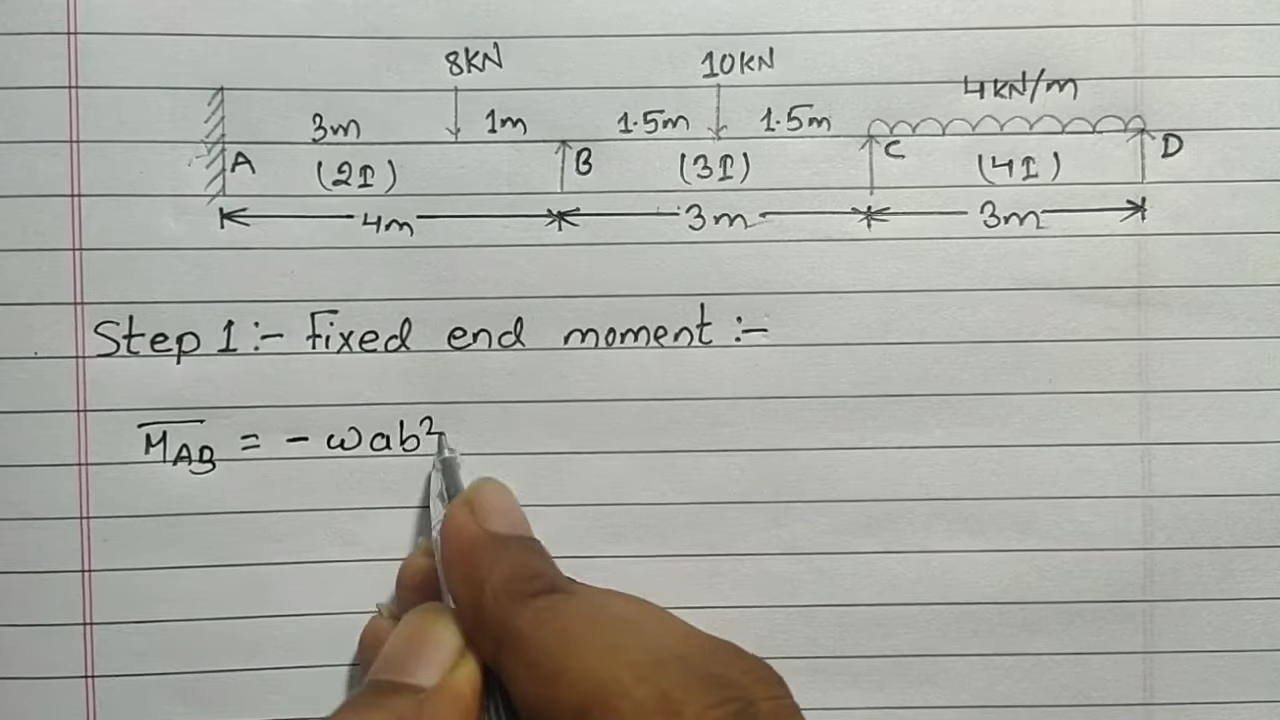 8KN 10KN 4KN/m
3m 1m 1.5m 1.5m
A (2I) B (3I) C (4I) D
4m 3m 3m
Step 1:- Fixed end moment :-
M̅A̅B̅ = - wab²